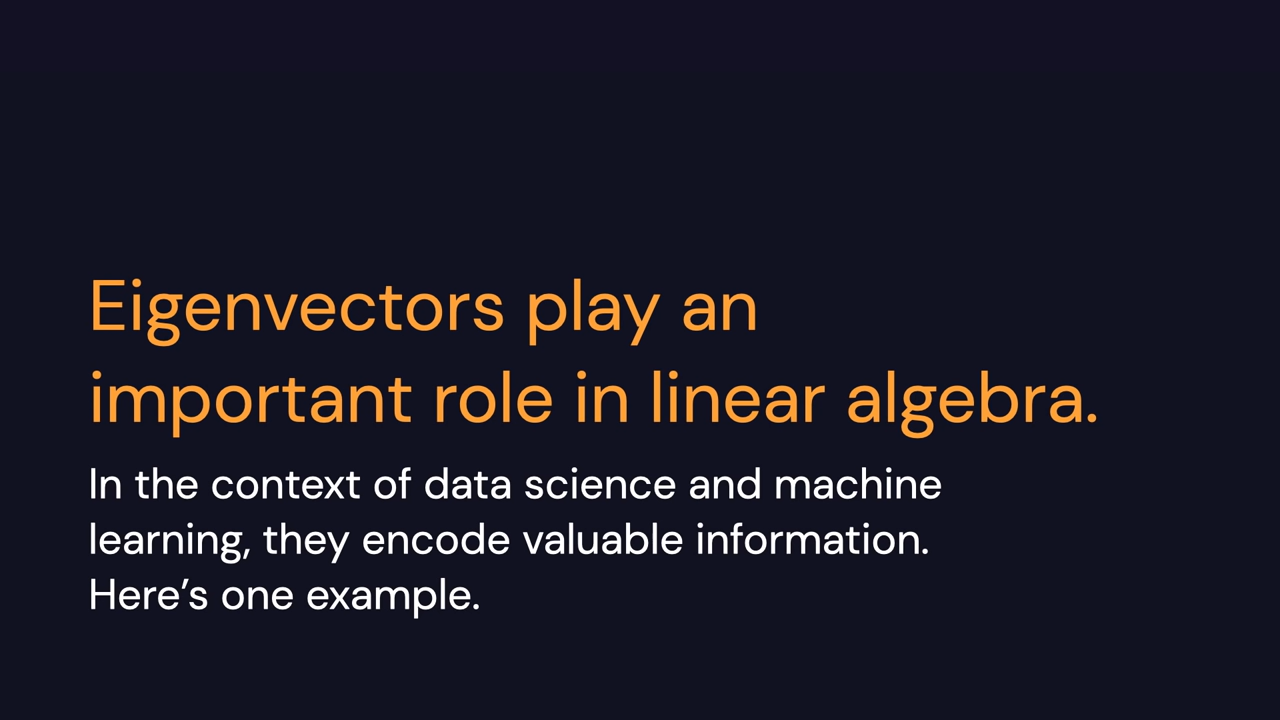 Eigenvectors play an
important role in linear algebra.
In the context of data science and machine
learning, they encode valuable information.
Here’s one example.